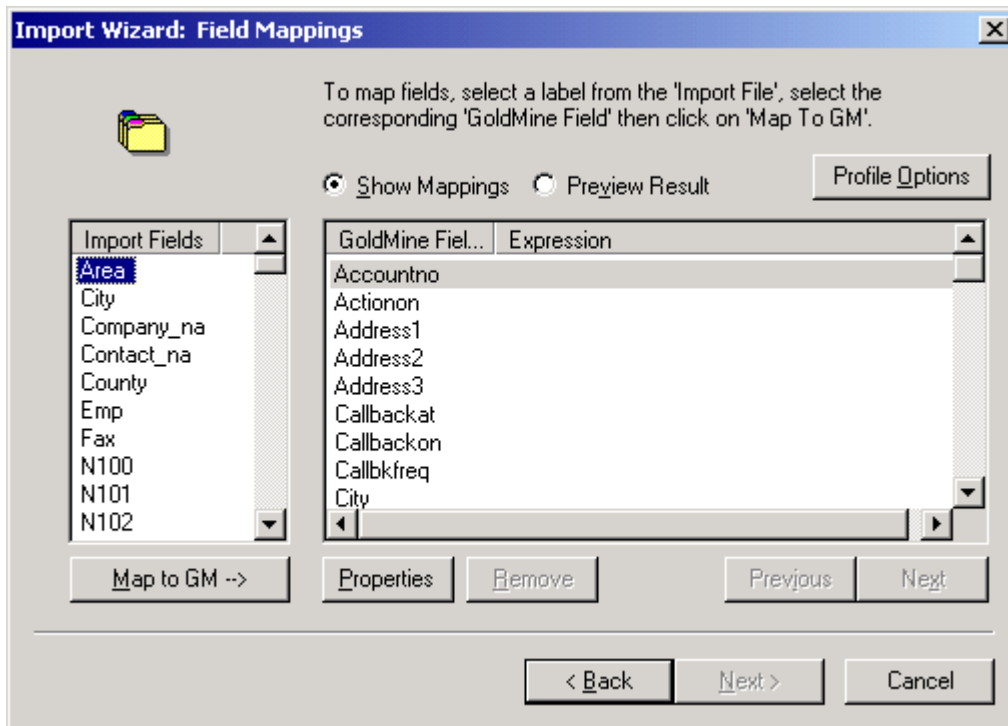 Import Wizard: Field Mappings
To map fields, select a label from the 'Import File', select the
corresponding 'GoldMine Field' then click on 'Map To GM'.
Show Mappings Preview Result
Profile Options
Import Fields
Area
City
Company_na
Contact_na
County
Emp
Fax
N100
N101
N102
GoldMine Fiel... Expression
Accountno
Actionon
Address1
Address2
Address3
Callbackat
Callbackon
Callbkfreq
City
Map to GM -->
Properties Remove Previous Next
< Back Next > Cancel